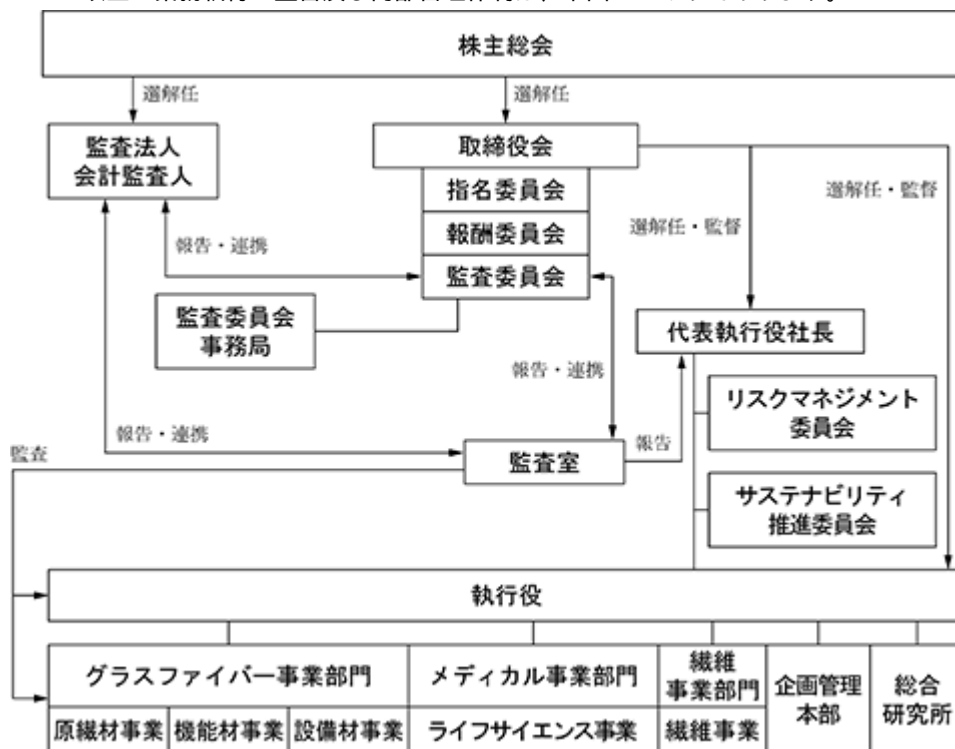 株主総会
選解任
選解任
監査法人
会計監査人
取締役会
指名委員会
報酬委員会
監査委員会
選解任・監督
選解任・監督
報告・連携
監査委員会
事務局
代表執行役社長
報告・連携
リスクマネジメント
委員会
報告・連携
監査
監査室
報告
サステナビリティ
推進委員会
執行役
グラスファイバー事業部門
メディカル事業部門
繊維
事業部門
企画管理
本部
総合
研究所
原繊材事業
機能材事業
設備材事業
ライフサイエンス事業
繊維事業